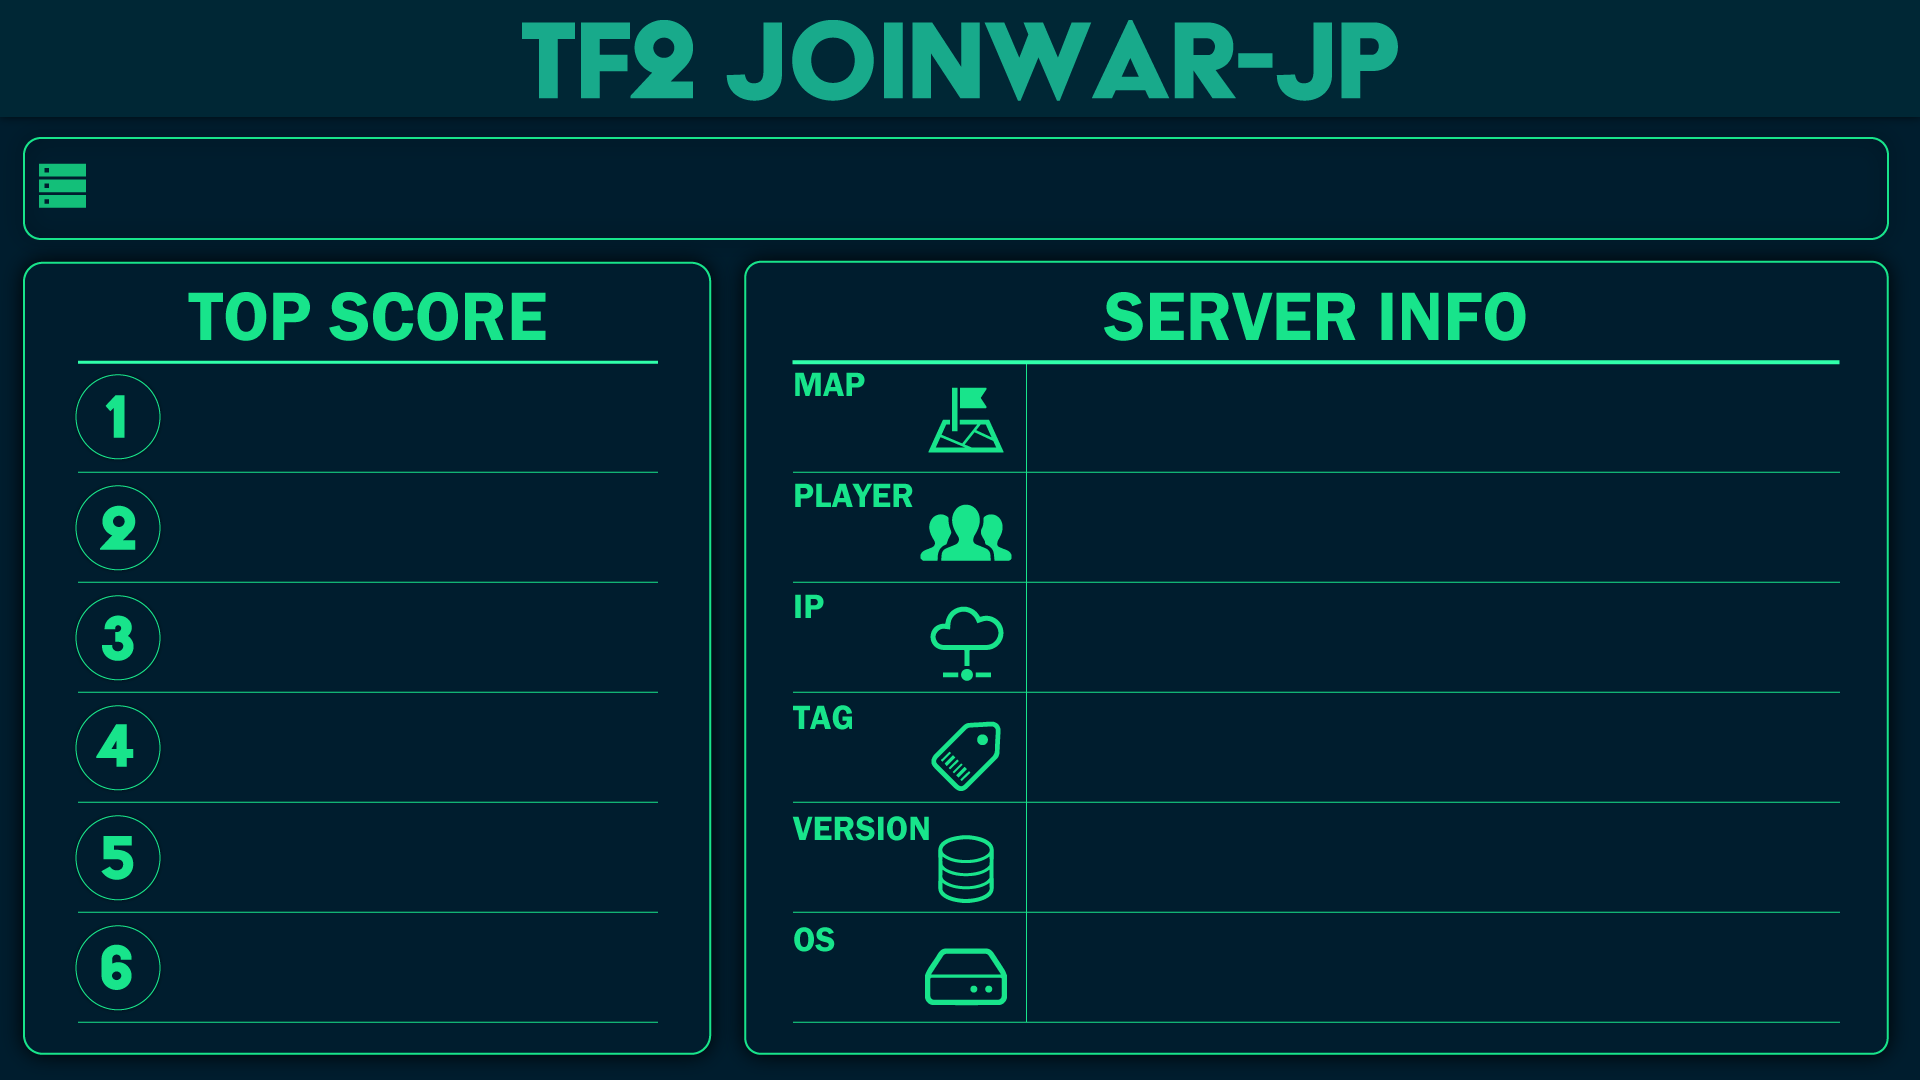 TF2 JOINWAR-JP
TOP SCORE
1
2
3
4
5
6
SERVER INFO
MAP
PLAYER
IP
TAG
VERSION
OS